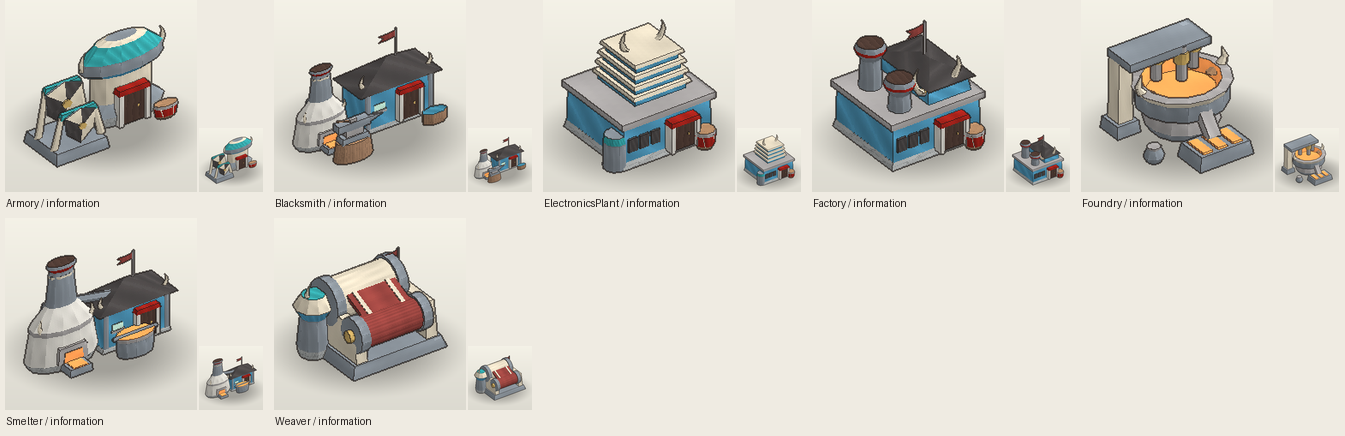 Armory / information
Blacksmith / information
ElectronicsPlant / information
Factory / information
Foundry / information
Smelter / information
Weaver / information